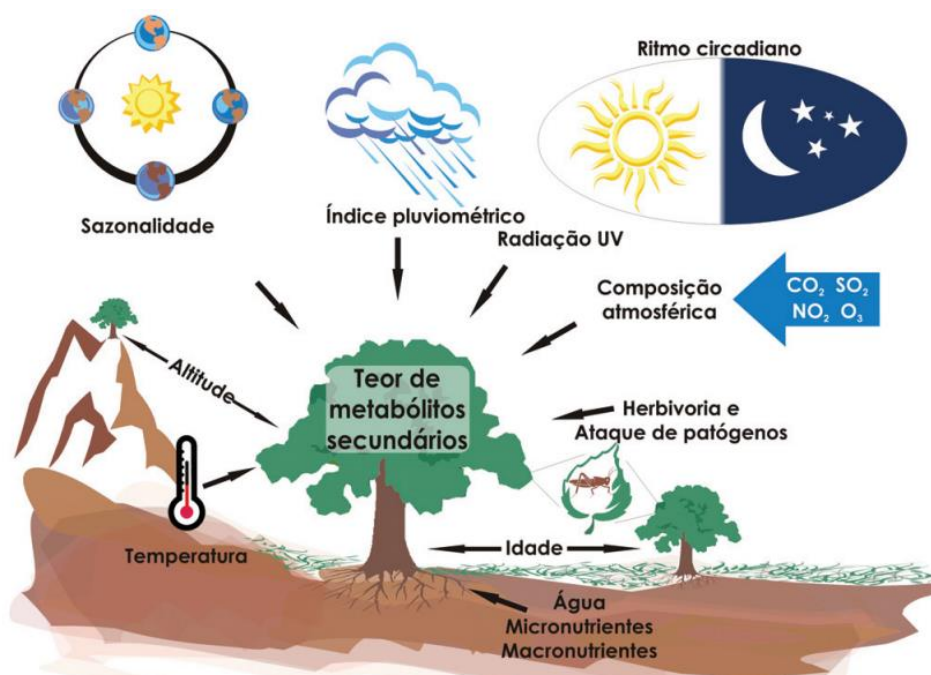 Ritmo circadiano
Sazonalidade
Índice pluviométrico
Radiação UV
Composição
atmosférica
CO₂ SO₂
NO₂ O₃
Altitude
Teor de
metabólitos
secundários
Herbivoria e
Ataque de patógenos
Temperatura
Idade
Água
Micronutrientes
Macronutrientes